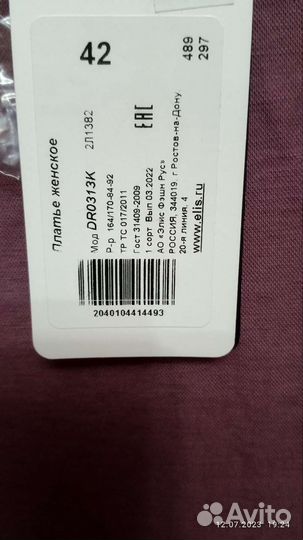 42
489
297
Платье женское
2Л1382
Мод DR0313K
Р-р 164/170-84-92
ТР ТС 017/2011
Гост 31409-2009
1 сорт Вып 03.2022
АО «Элис Фэшн Рус»
РОССИЯ, 344019, г Ростов-на-Дону,
20-я линия, 4
www.elis.ru
EAC
2040104414493
12.07.2023 19:24
Avito